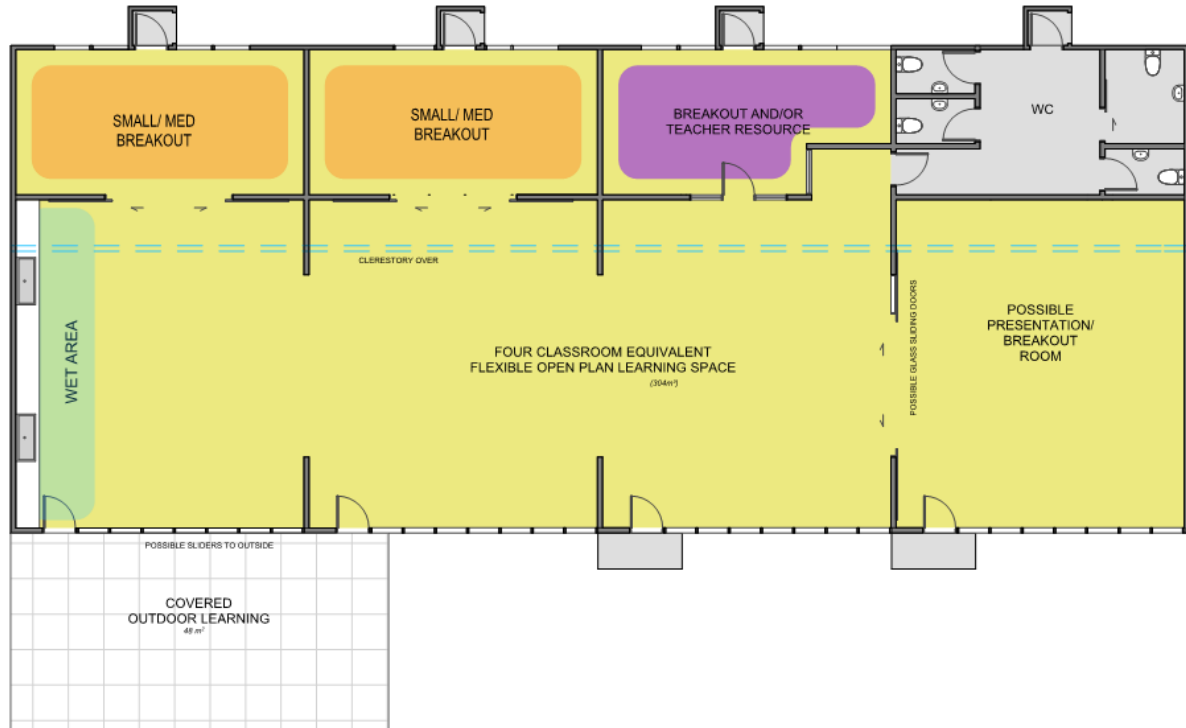 SMALL/ MED
BREAKOUT
SMALL/ MED
BREAKOUT
BREAKOUT AND/OR
TEACHER RESOURCE
WC
CLERESTORY OVER
WET AREA
FOUR CLASSROOM EQUIVALENT
FLEXIBLE OPEN PLAN LEARNING SPACE
(304m²)
POSSIBLE GLASS SLIDING DOORS
POSSIBLE
PRESENTATION/
BREAKOUT
ROOM
POSSIBLE SLIDERS TO OUTSIDE
COVERED
OUTDOOR LEARNING
48 m²